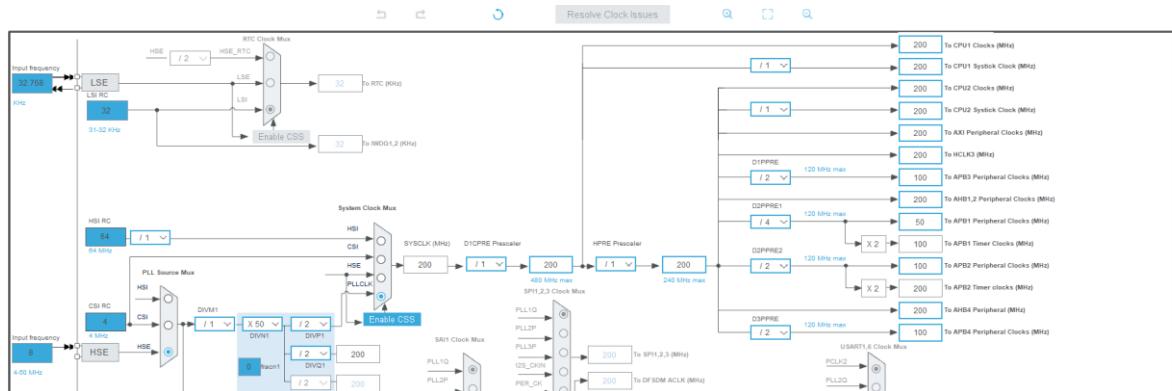 Resolve Clock Issues
RTC Clock Mux
HSE
/ 2
HSE_RTC
Input frequency
32.768
KHz
LSE
LSE
32
To RTC (KHz)
LSI RC
32
31-32 KHz
LSI
Enable CSS
32
To IWDG1,2 (KHz)
System Clock Mux
HSI RC
64
64 MHz
/ 1
HSI
CSI
HSE
PLLCLK
Enable CSS
SYSCLK (MHz)
200
D1CPRE Prescaler
/ 1
200
480 MHz max
HPRE Prescaler
/ 1
200
240 MHz max
PLL Source Mux
HSI
CSI RC
4
4 MHz
CSI
Input frequency
8
4-50 MHz
HSE
HSE
DIVM1
/ 1
X 50
DIVN1
/ 2
DIVP1
0
fracn1
/ 2
DIVQ1
200
/ 2
200
SPI1,2,3 Clock Mux
PLL1Q
PLL2P
PLL3P
I2S_CKIN
PER_CK
200
To SPI1,2,3 (MHz)
200
To DFSDM ACLK (MHz)
SAI1 Clock Mux
PLL1Q
PLL2P
USART1,6 Clock Mux
PCLK2
PLL2Q
200
To CPU1 Clocks (MHz)
/ 1
200
To CPU1 Systick Clock (MHz)
200
To CPU2 Clocks (MHz)
/ 1
200
To CPU2 Systick Clock (MHz)
200
To AXI Peripheral Clocks (MHz)
200
To HCLK3 (MHz)
D1PPRE
/ 2
120 MHz max
100
To APB3 Peripheral Clocks (MHz)
200
To AHB1,2 Peripheral Clocks (MHz)
D2PPRE1
/ 4
120 MHz max
50
To APB1 Peripheral Clocks (MHz)
X 2
100
To APB1 Timer Clocks (MHz)
D2PPRE2
/ 2
120 MHz max
100
To APB2 Peripheral Clocks (MHz)
X 2
200
To APB2 Timer clocks (MHz)
200
To AHB4 Peripheral (MHz)
D3PPRE
/ 2
120 MHz max
100
To APB4 Peripheral Clocks (MHz)